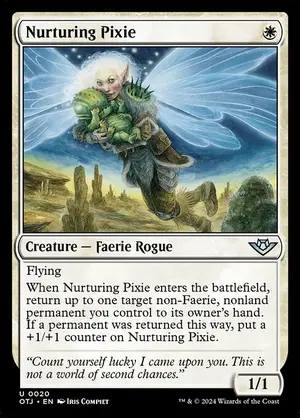 Nurturing Pixie
Creature — Faerie Rogue
Flying
When Nurturing Pixie enters the battlefield,
return up to one target non-Faerie, nonland
permanent you control to its owner's hand.
If a permanent was returned this way, put a
+1/+1 counter on Nurturing Pixie.
"Count yourself lucky I came upon you. This is
not a world of second chances."
1/1
U 0020
OTJ • EN Iris Compiet
™ & © 2024 Wizards of the Coast